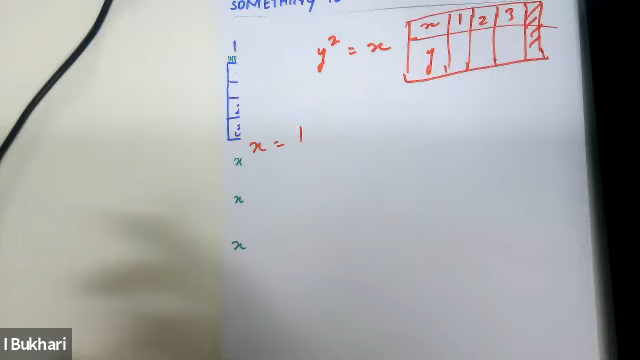 SOMETHING
y² = x
x 1 2 3
y
x = 1
x
x
x
I Bukhari